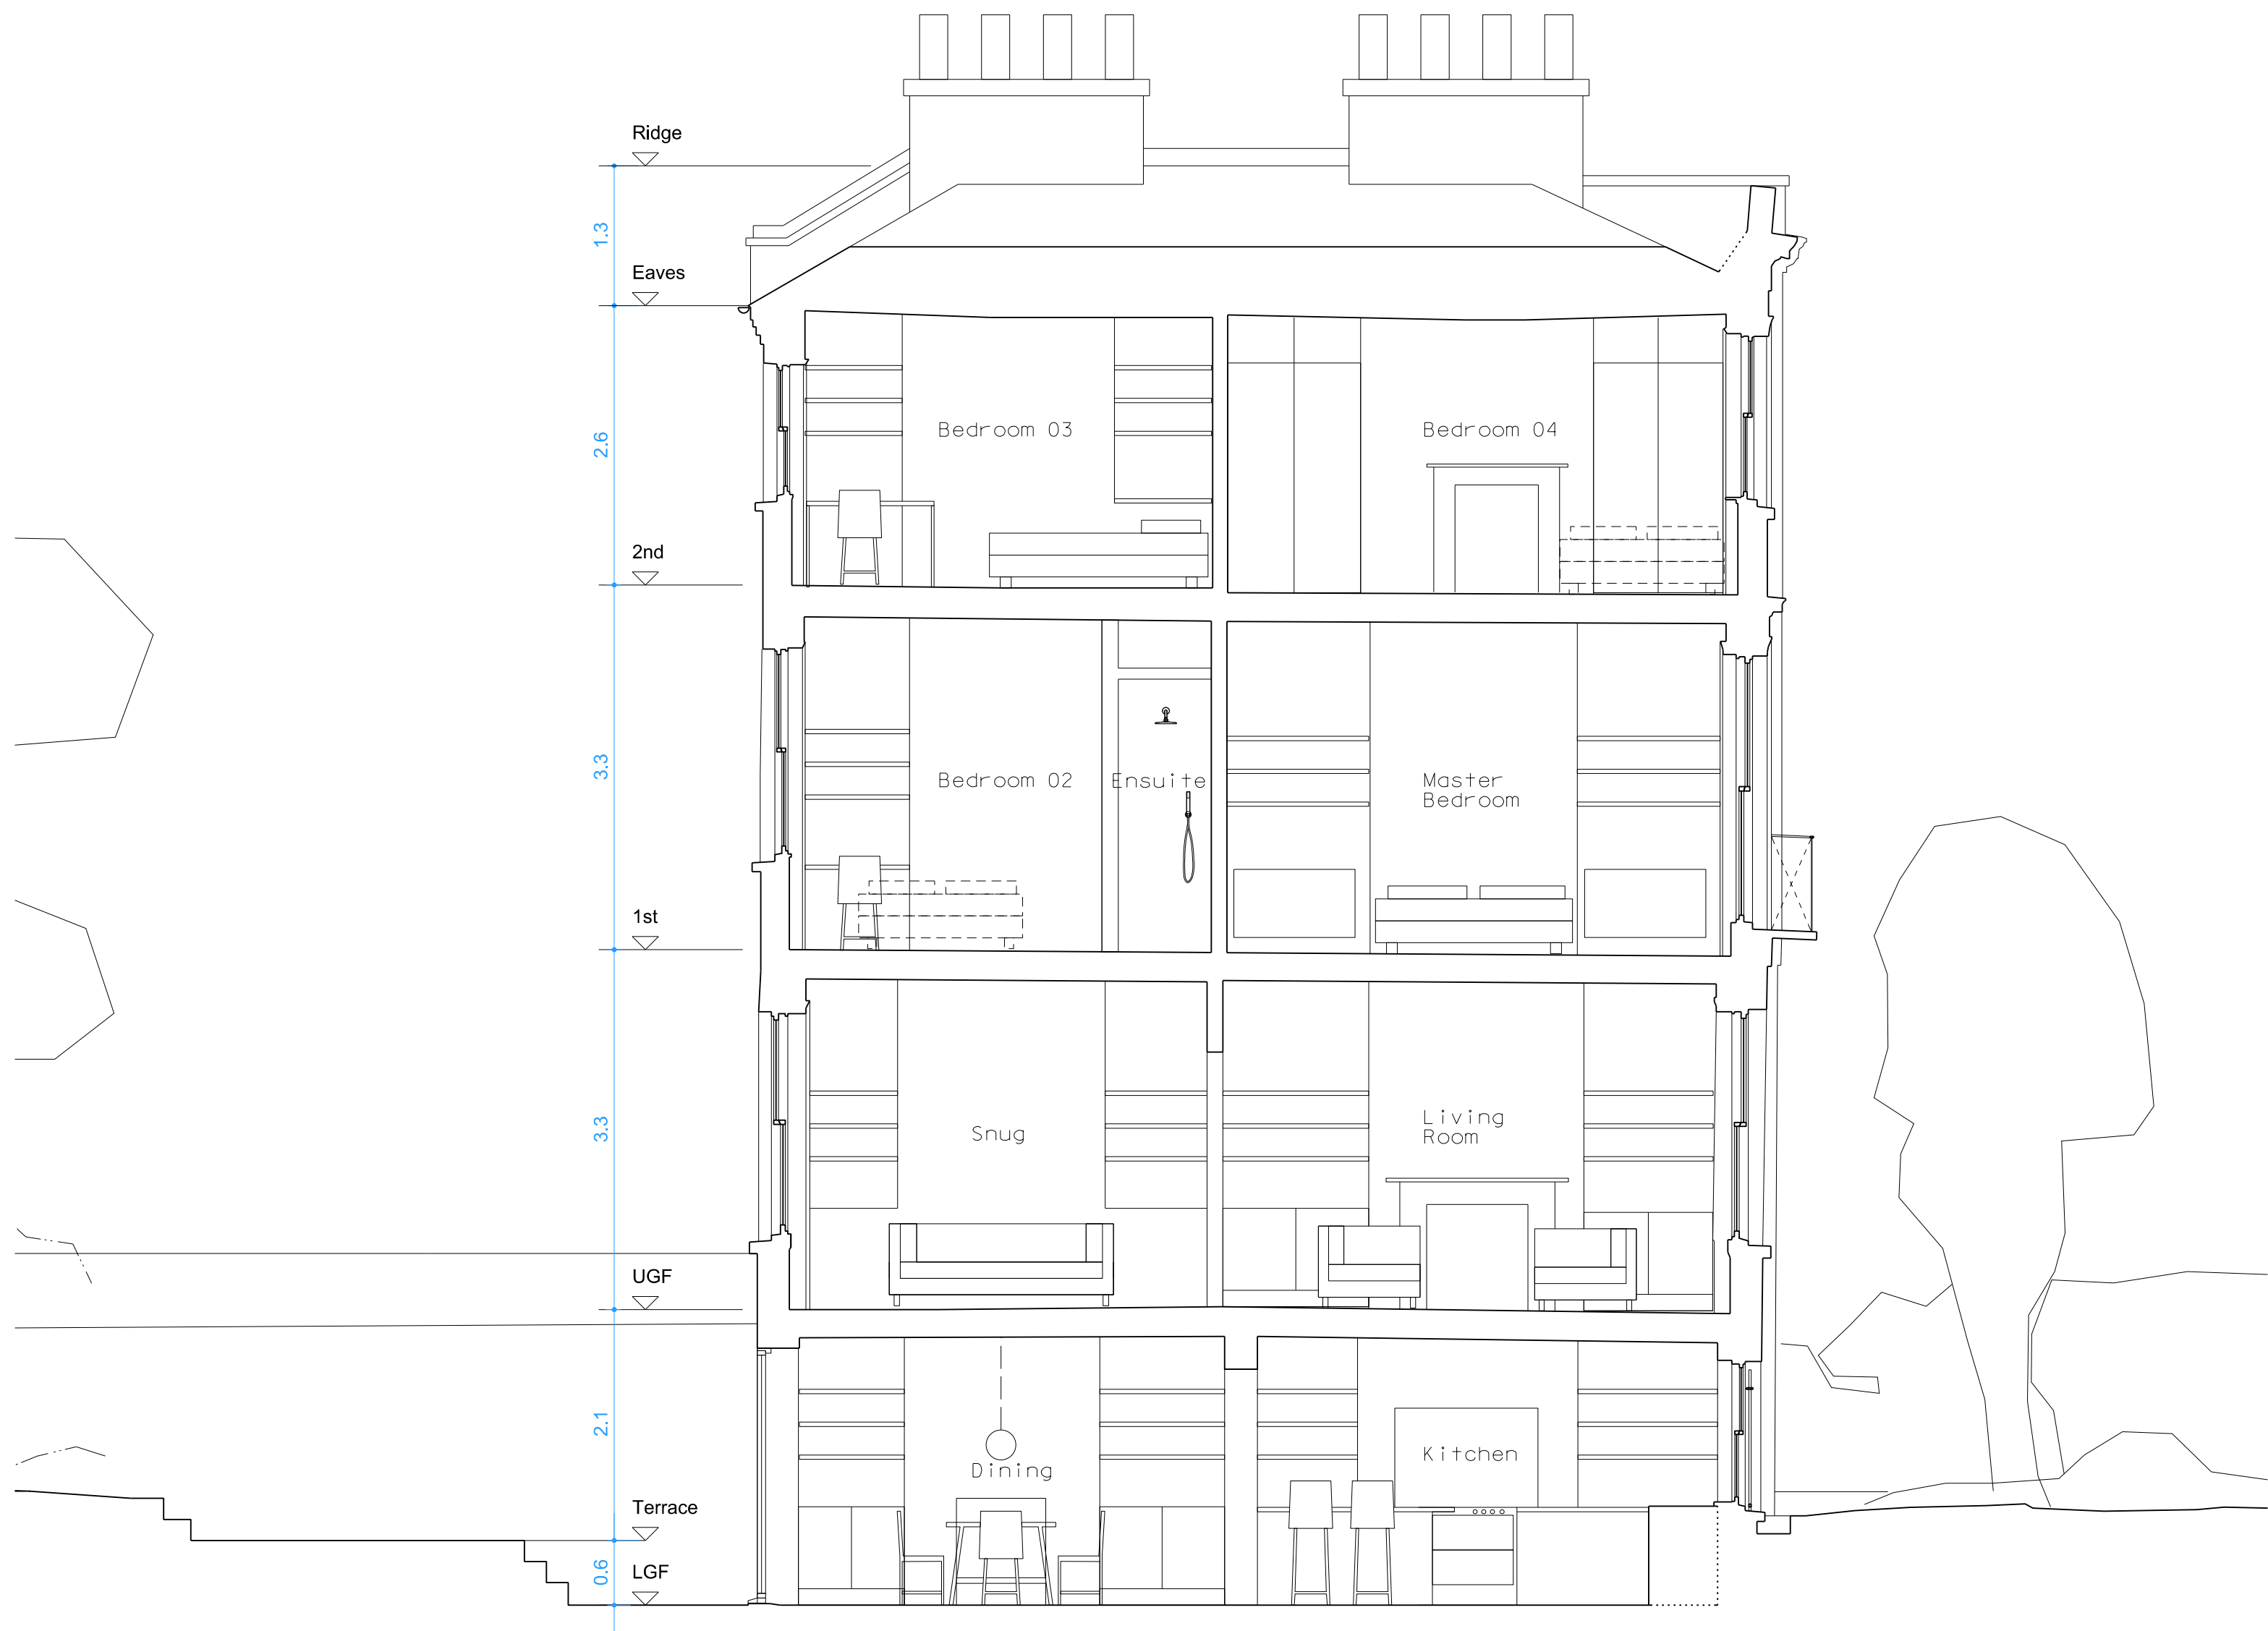 Ridge
1.3
Eaves
Bedroom 03
Bedroom 04
2.6
2nd
3.3
Bedroom 02
Ensuite
Master
Bedroom
1st
3.3
Snug
Living
Room
UGF
2.1
Dining
Kitchen
Terrace
0.6
LGF